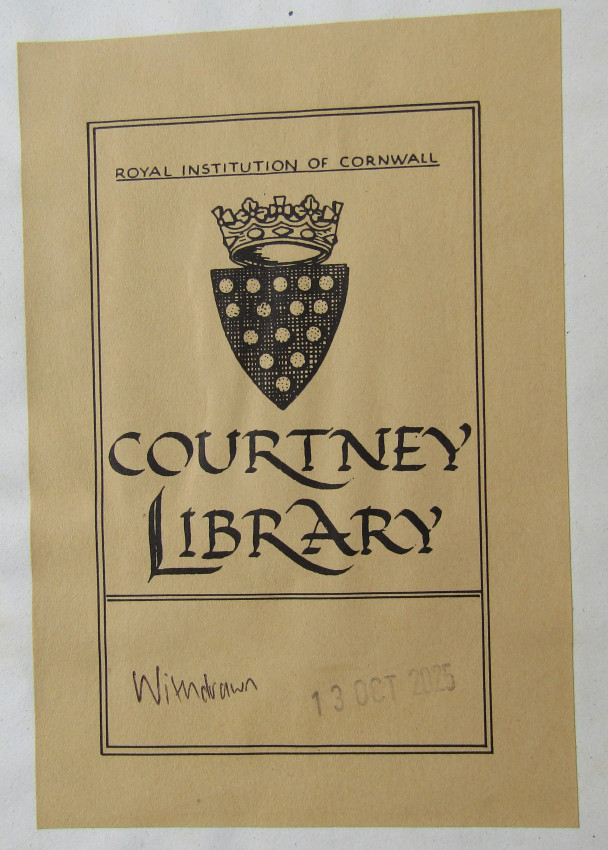 ROYAL INSTITUTION OF CORNWALL
COURTNEY
LIBRARY
Withdrawn
13 OCT 2025